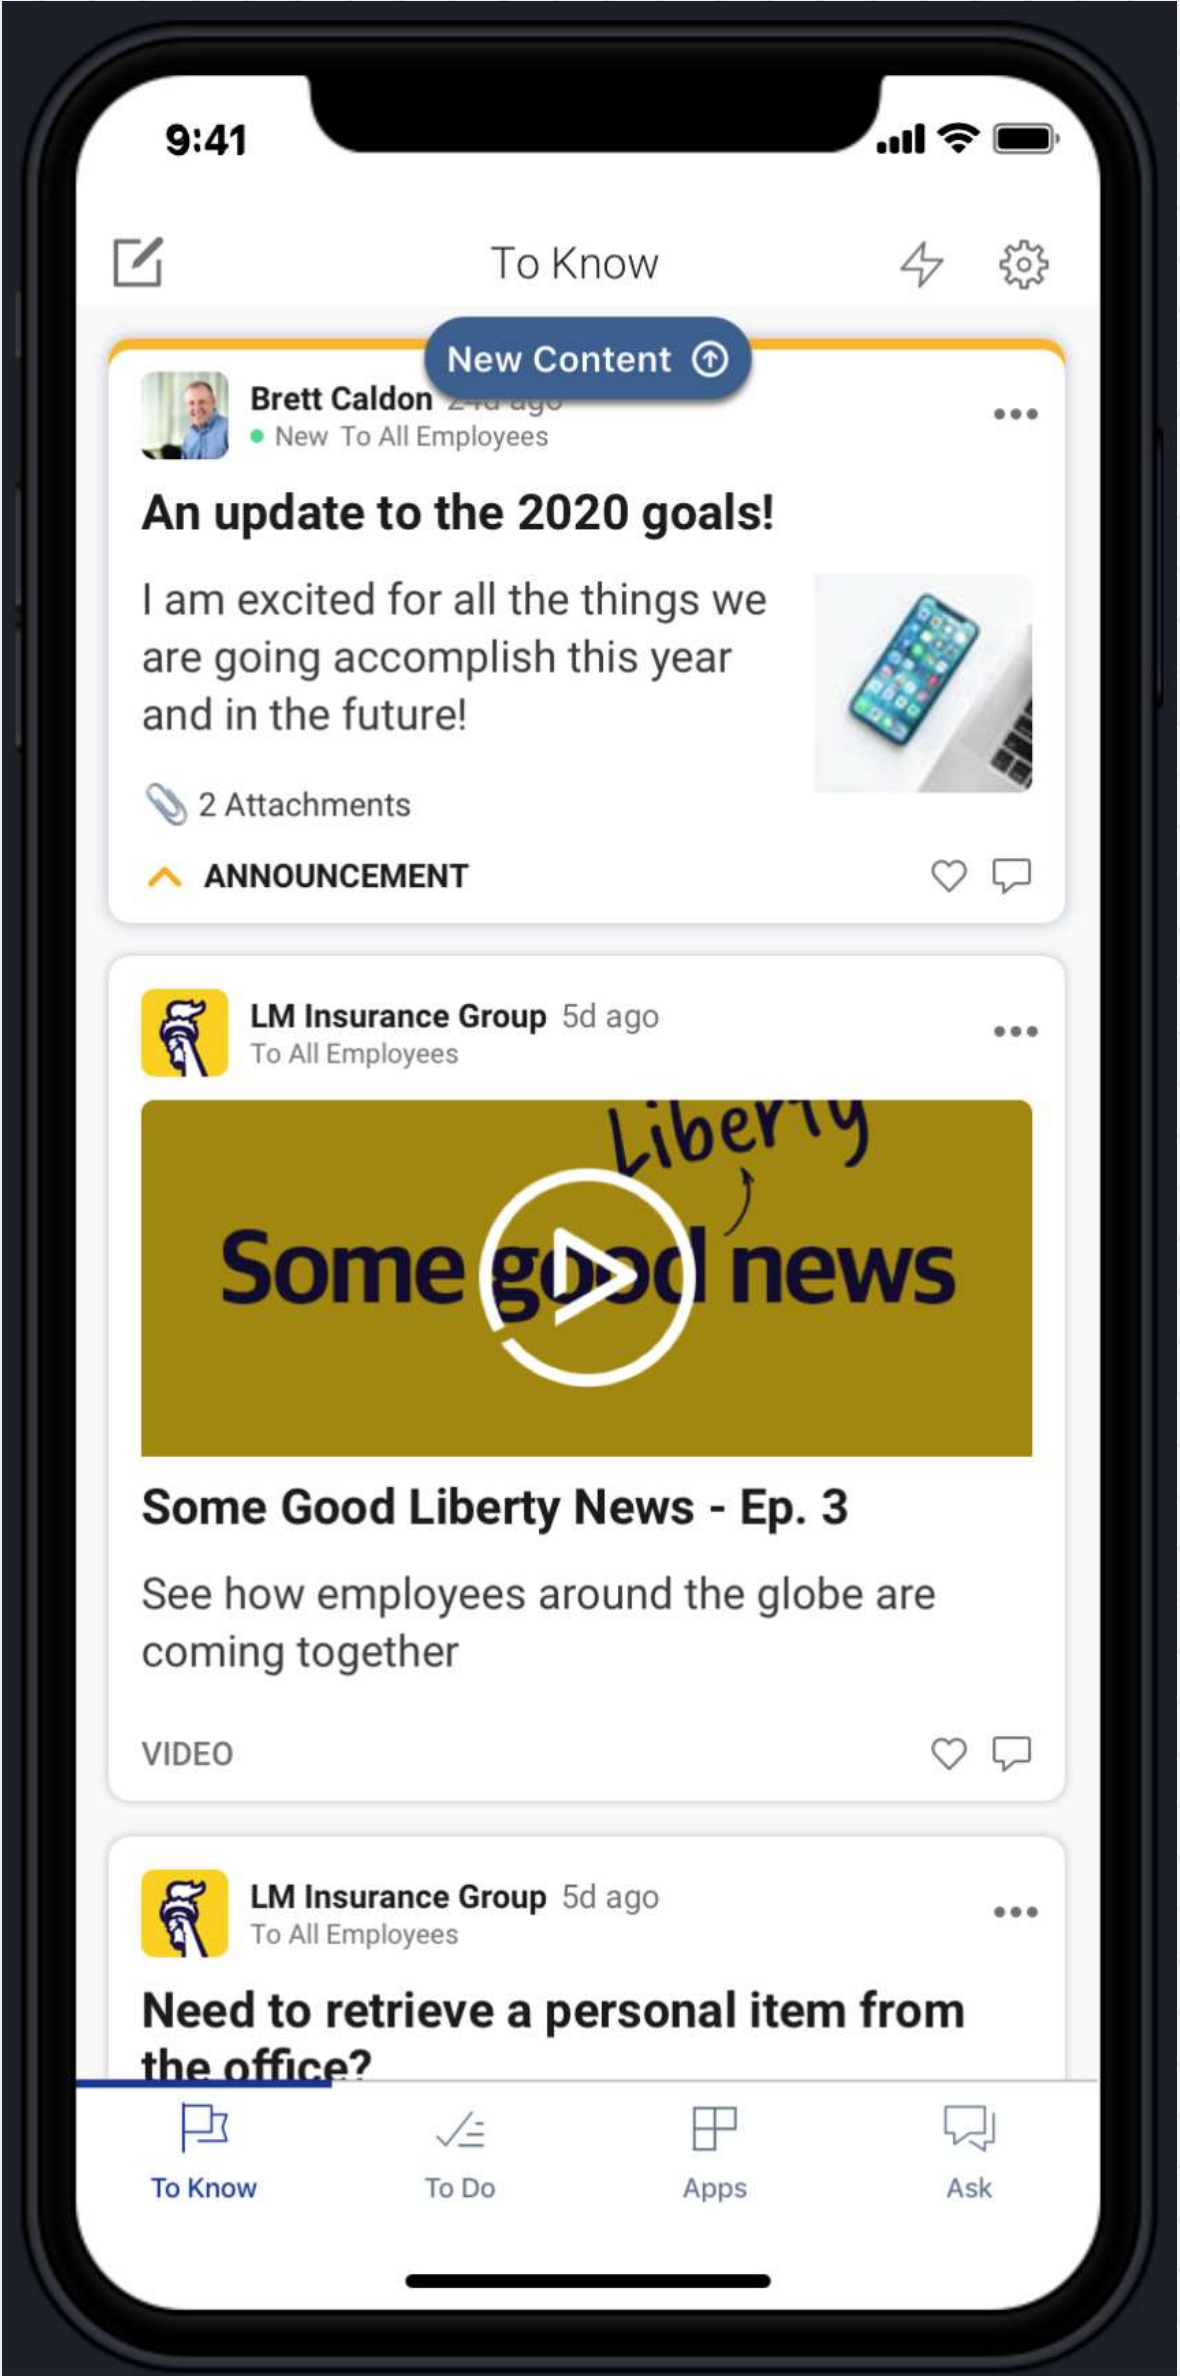 9:41
To Know
New Content
Brett Caldon 24d ago
New To All Employees
An update to the 2020 goals!
I am excited for all the things we
are going accomplish this year
and in the future!
2 Attachments
ANNOUNCEMENT
LM Insurance Group 5d ago
To All Employees
Liberty
Some good news
Some Good Liberty News - Ep. 3
See how employees around the globe are
coming together
VIDEO
LM Insurance Group 5d ago
To All Employees
Need to retrieve a personal item from
the office?
To Know
To Do
Apps
Ask